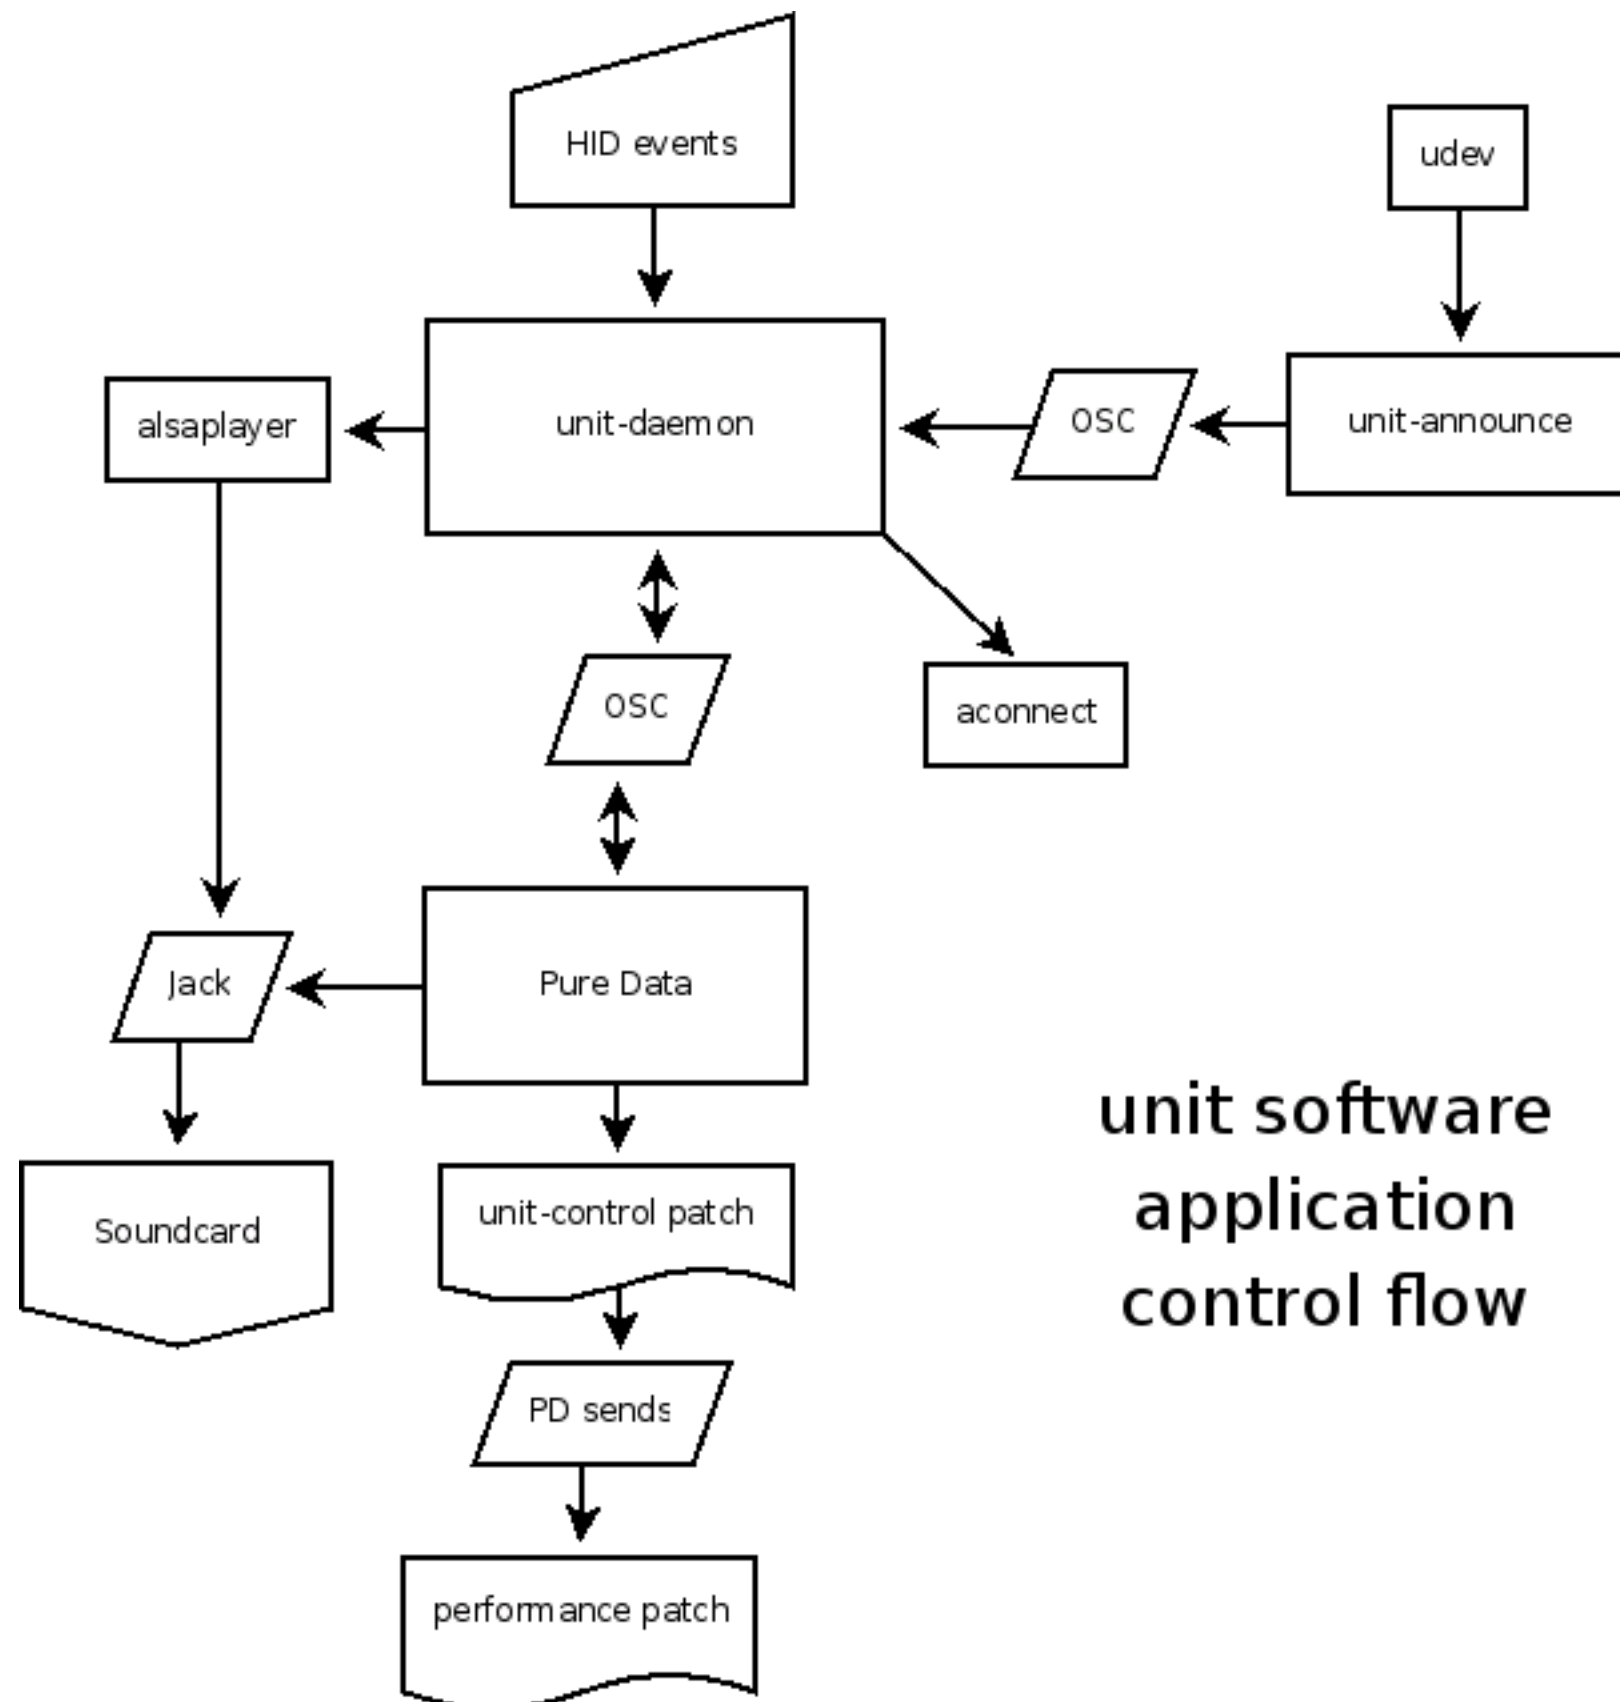 HID events
udev
alsaplayer
unit-daemon
OSC
unit-announce
OSC
aconnect
Jack
Pure Data
unit software
application
control flow
Soundcard
unit-control patch
PD sends
performance patch